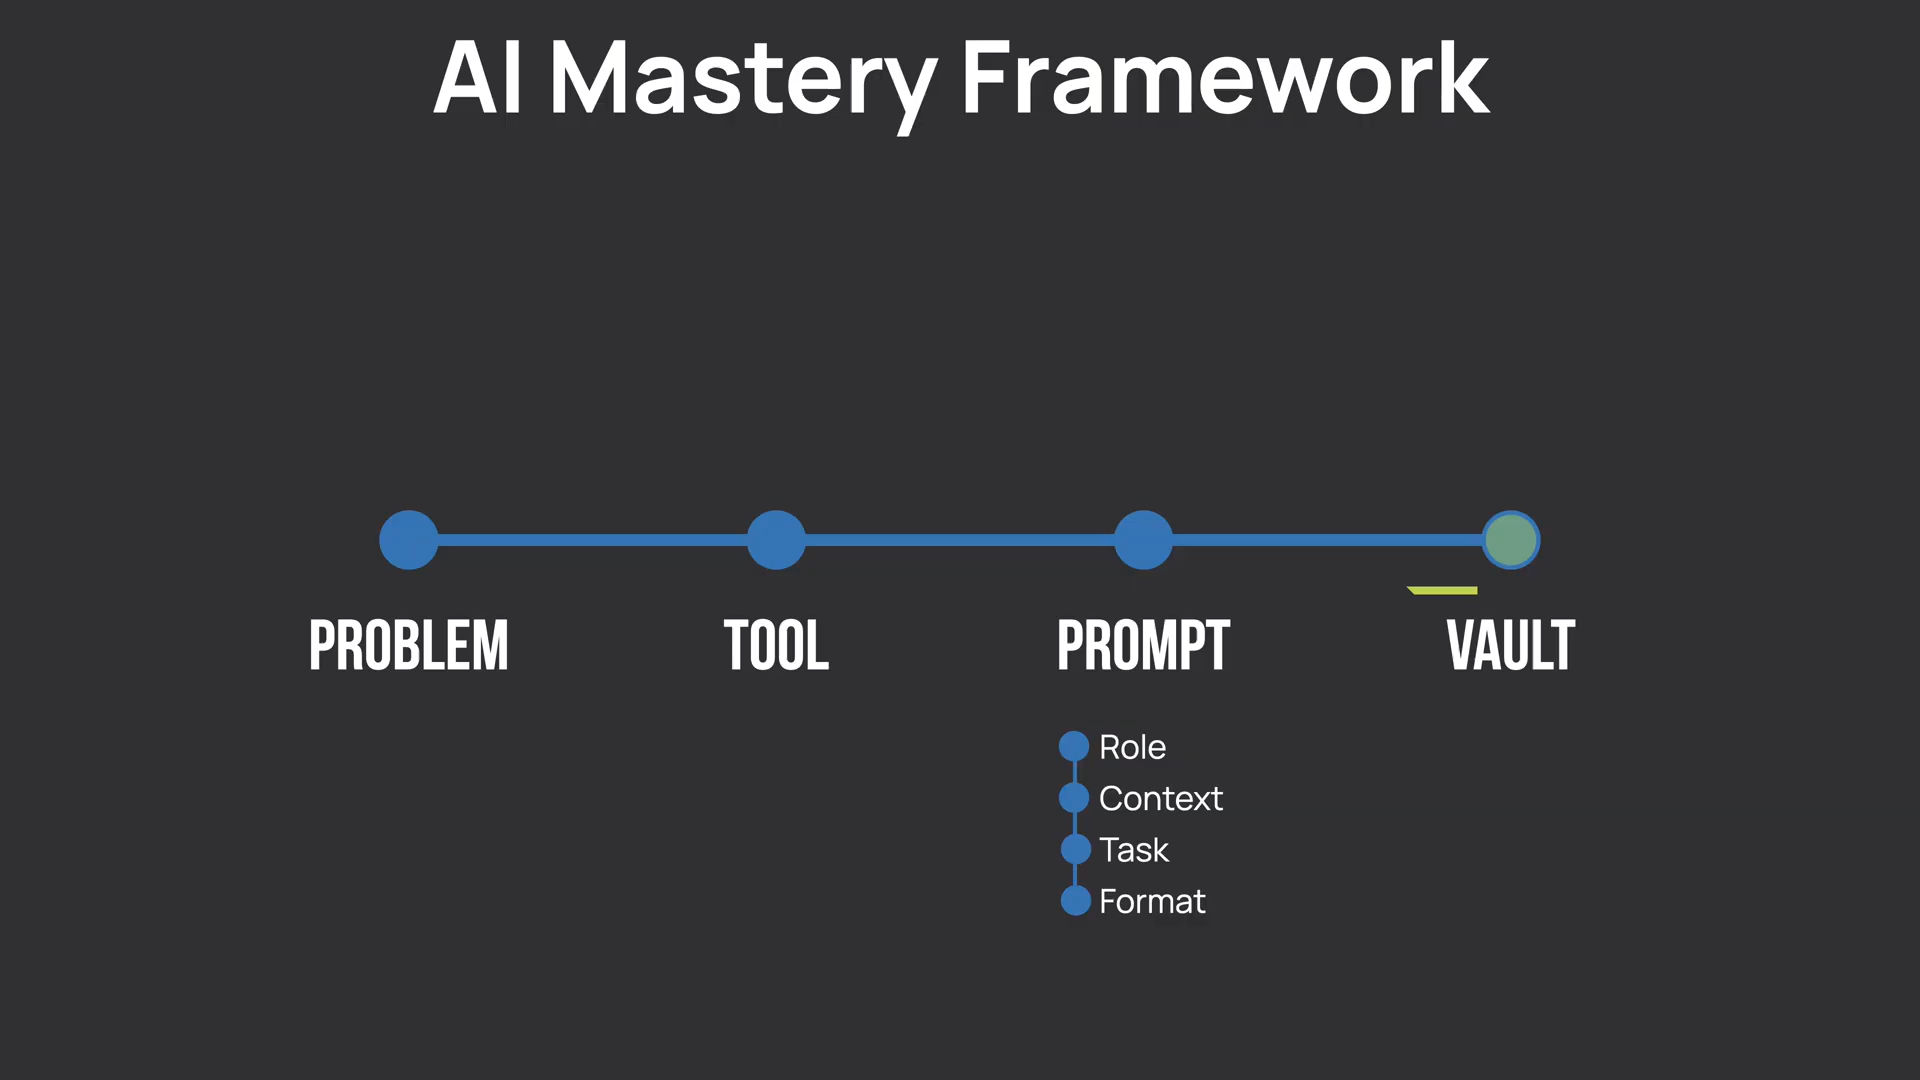 AI Mastery Framework
PROBLEM
TOOL
PROMPT
VAULT
Role
Context
Task
Format